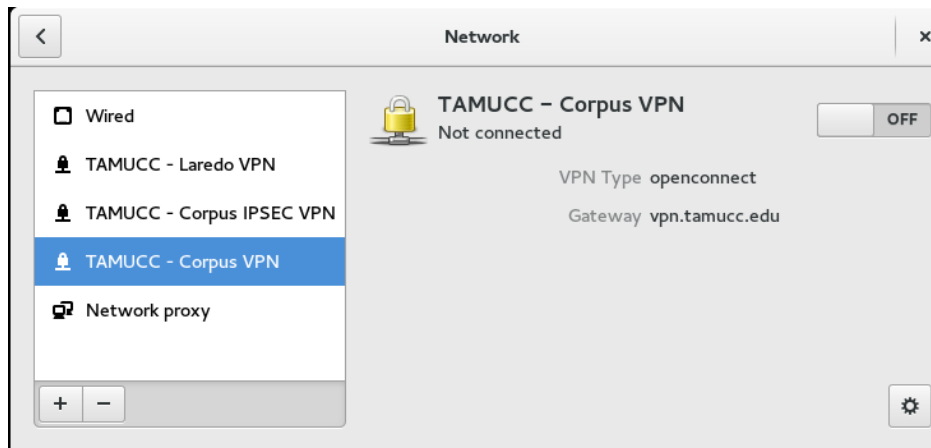 Network
Wired
TAMUCC - Laredo VPN
TAMUCC - Corpus IPSEC VPN
TAMUCC - Corpus VPN
Network proxy
TAMUCC - Corpus VPN
Not connected
OFF
VPN Type openconnect
Gateway vpn.tamucc.edu